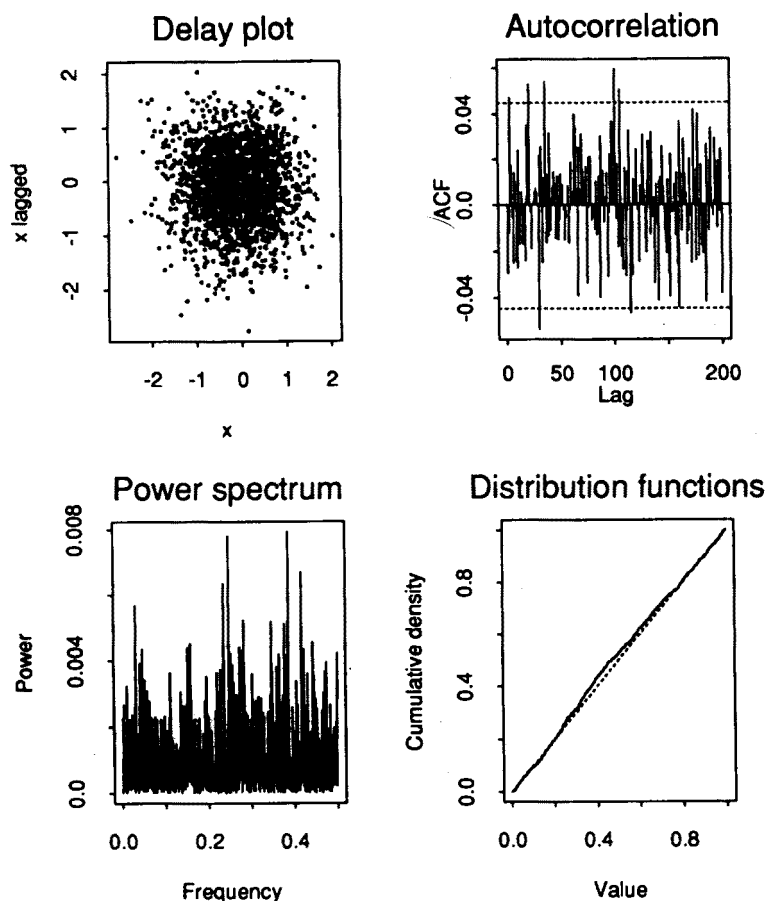 Delay plot
2
1
0
-1
-2
x lagged
-2 -1 0 1 2
x
Autocorrelation
0.04
0.0
-0.04
ACF
0 50 100 200
Lag
Power spectrum
0.008
0.004
0.0
Power
0.0 0.2 0.4
Frequency
Distribution functions
0.8
0.4
0.0
Cumulative density
0.0 0.4 0.8
Value